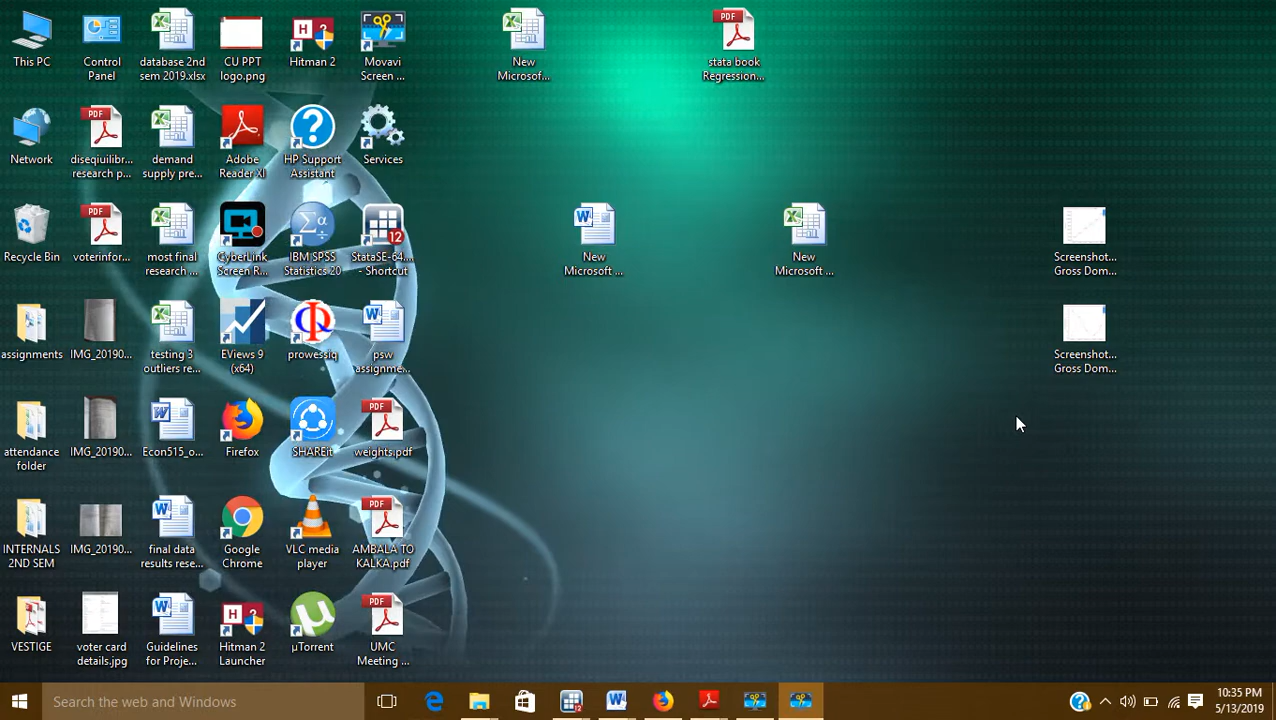 This PC
Control
Panel
database 2nd
sem 2019.xlsx
CU PPT
logo.png
Hitman 2
Movavi
Screen ...
New
Microsof...
stata book
Regression...
Network
diseqiuilibr...
research p...
demand
supply pre...
Adobe
Reader XI
HP Support
Assistant
Services
Recycle Bin
voterinfor...
most final
research ...
CyberLink
Screen R...
IBM SPSS
Statistics 20
StataSE-64...
- Shortcut
New
Microsoft ...
New
Microsoft ...
Screenshot...
Gross Dom...
assignments
IMG_20190...
testing 3
outliers re...
EViews 9
(x64)
prowessiq
psw
assignme...
Screenshot...
Gross Dom...
attendance
folder
IMG_20190...
Econ515_o...
Firefox
SHAREit
weights.pdf
INTERNALS
2ND SEM
IMG_20190...
final data
results rese...
Google
Chrome
VLC media
player
AMBALA TO
KALKA.pdf
VESTIGE
voter card
details.jpg
Guidelines
for Proje...
Hitman 2
Launcher
µTorrent
UMC
Meeting ...
Search the web and Windows
10:35 PM
5/13/2019